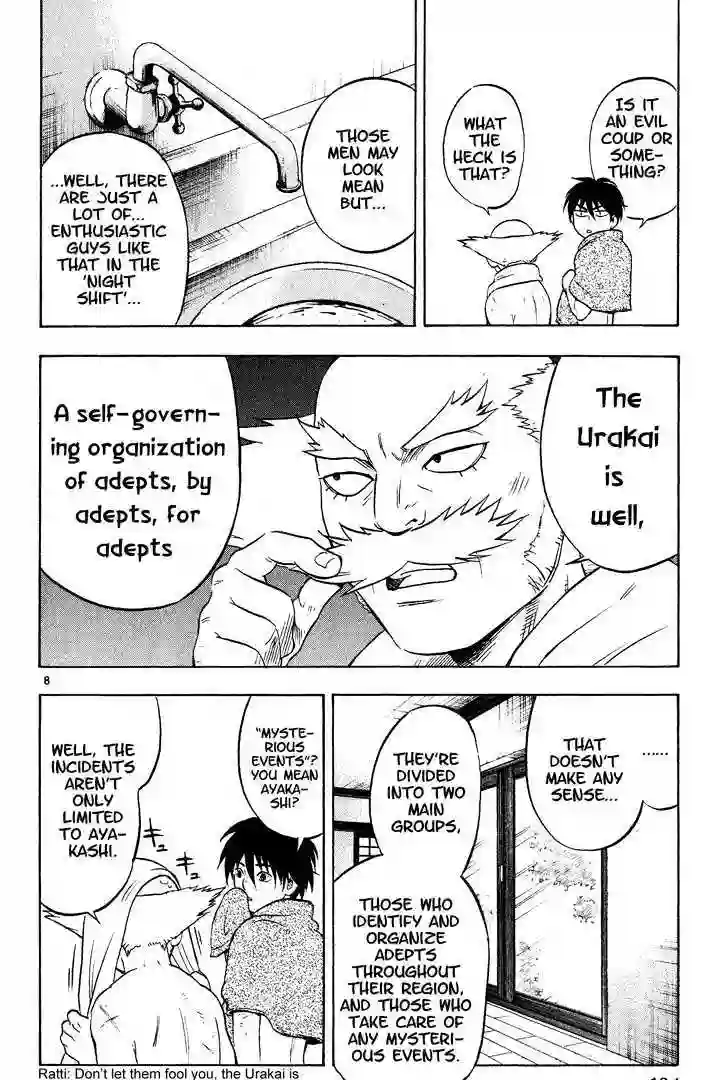 IS IT
AN EVIL
COUP OR
SOME-
THING?
WHAT
THE
HECK IS
THAT?
THOSE
MEN MAY
LOOK
MEAN
BUT...
...WELL, THERE
ARE JUST A
LOT OF...
ENTHUSIASTIC
GUYS LIKE
THAT IN THE
'NIGHT
SHIFT'...
The
Urakai
is
well,
A self-govern-
ing organization
of adepts, by
adepts, for
adepts
8
......
THAT
DOESN'T
MAKE ANY
SENSE...
THEY'RE
DIVIDED
INTO TWO
MAIN
GROUPS,
THOSE WHO
IDENTIFY AND
ORGANIZE
ADEPTS
THROUGHOUT
THEIR REGION,
AND THOSE WHO
TAKE CARE OF
ANY MYSTERI-
OUS EVENTS.
"MYSTE-
RIOUS
EVENTS"?
YOU MEAN
AYAKA-
SHI?
WELL, THE
INCIDENTS
AREN'T
ONLY
LIMITED
TO AYA-
KASHI.
キュ
キュ
Ratti: Don't let them fool you, the Urakai is